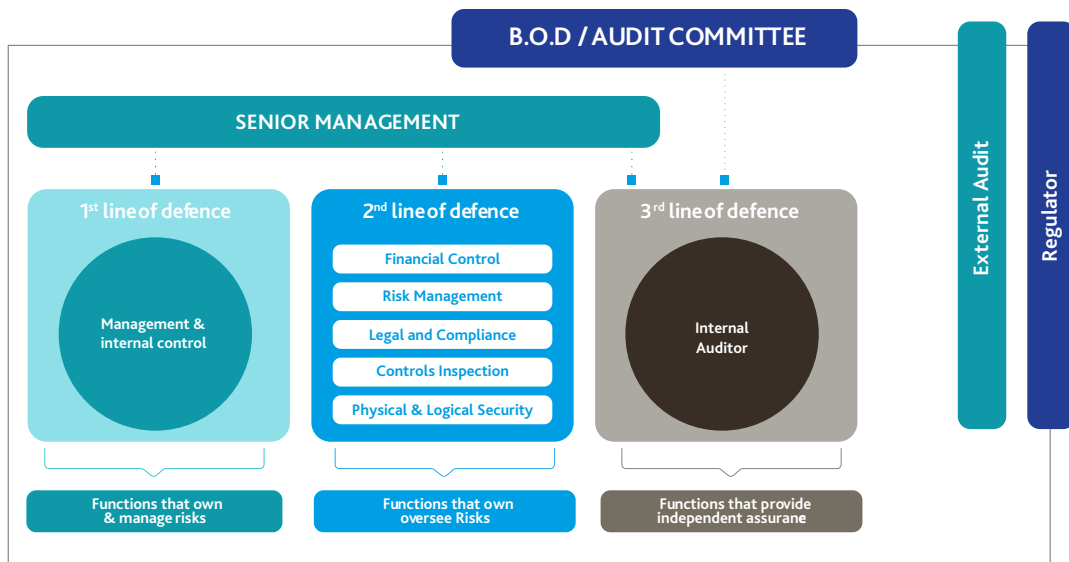 B.O.D / AUDIT COMMITTEE
SENIOR MANAGEMENT
1st line of defence
Management &
internal control
Functions that own
& manage risks
2nd line of defence
Financial Control
Risk Management
Legal and Compliance
Controls Inspection
Physical & Logical Security
Functions that own
oversee Risks
3rd line of defence
Internal
Auditor
Functions that provide
independent assurane
External Audit
Regulator